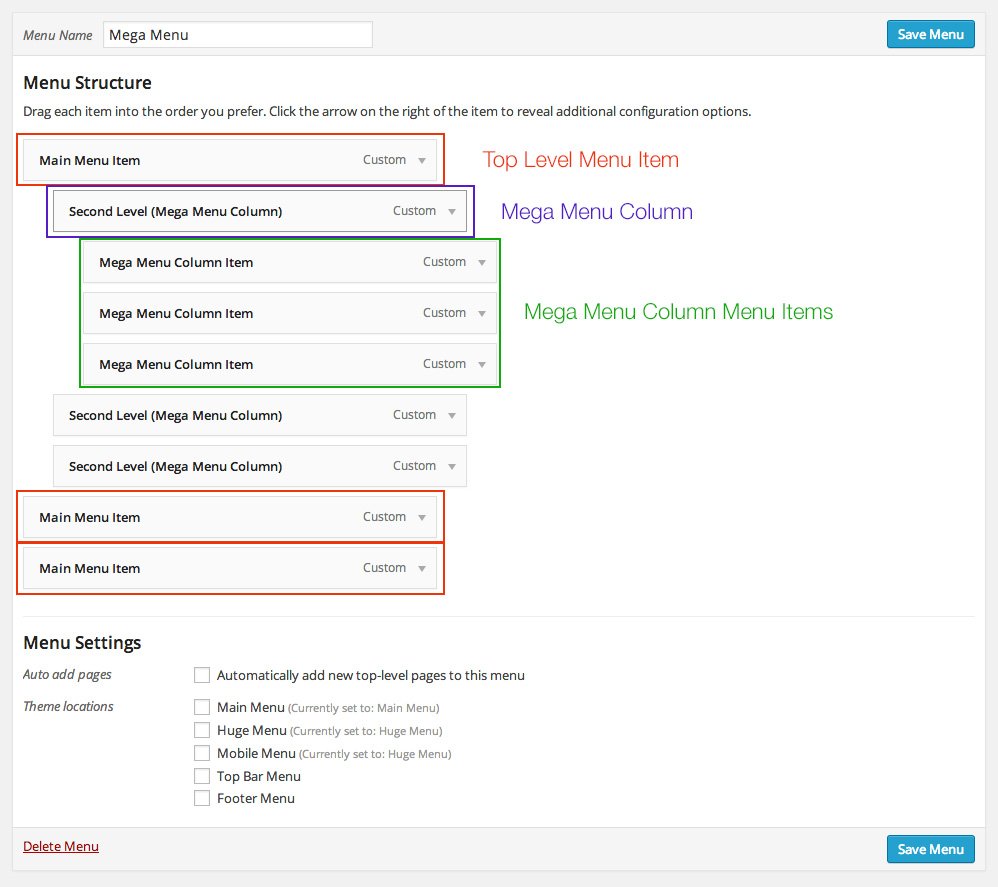 Menu Name Mega Menu Save Menu
Menu Structure
Drag each item into the order you prefer. Click the arrow on the right of the item to reveal additional configuration options.
Main Menu Item Custom Top Level Menu Item
Second Level (Mega Menu Column) Custom Mega Menu Column
Mega Menu Column Item Custom
Mega Menu Column Item Custom Mega Menu Column Menu Items
Mega Menu Column Item Custom
Second Level (Mega Menu Column) Custom
Second Level (Mega Menu Column) Custom
Main Menu Item Custom
Main Menu Item Custom
Menu Settings
Auto add pages Automatically add new top-level pages to this menu
Theme locations Main Menu (Currently set to: Main Menu)
Huge Menu (Currently set to: Huge Menu)
Mobile Menu (Currently set to: Huge Menu)
Top Bar Menu
Footer Menu
Delete Menu Save Menu